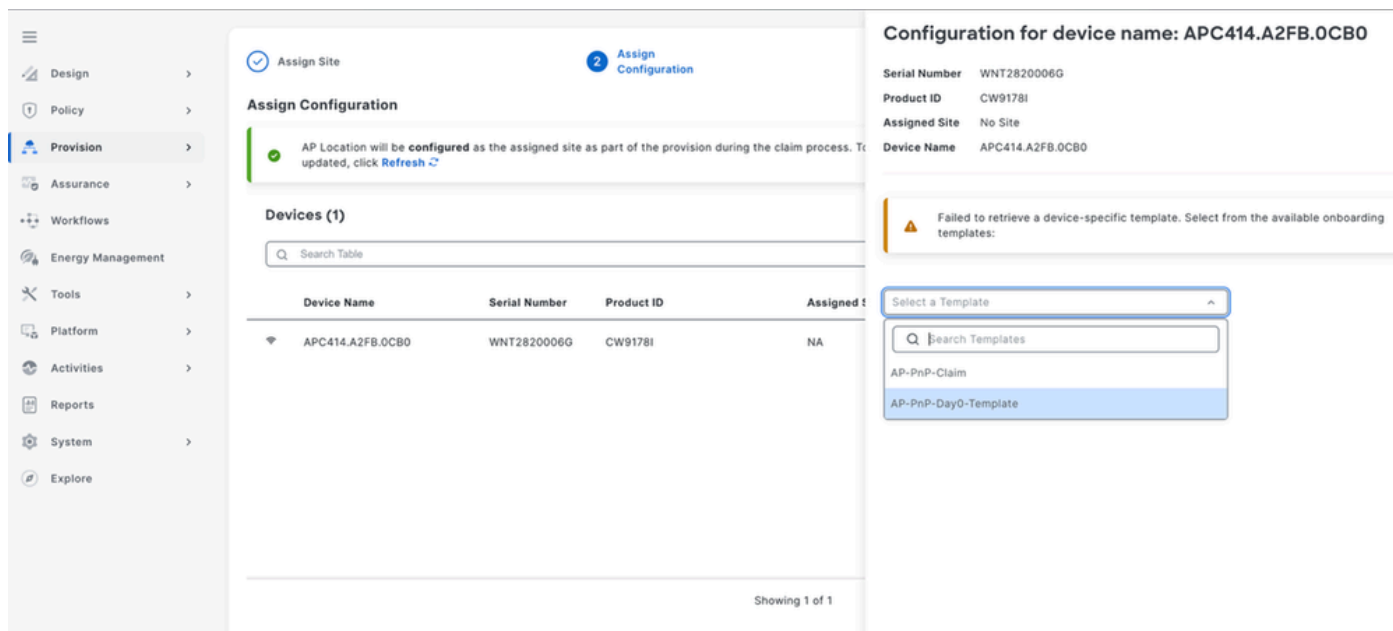 Design
Policy
Provision
Assurance
Workflows
Energy Management
Tools
Platform
Activities
Reports
System
Explore
Assign Site
2
Assign
Configuration
Assign Configuration
AP Location will be configured as the assigned site as part of the provision during the claim process.
updated, click Refresh
Devices (1)
Search Table
Device Name Serial Number Product ID Assigned
APC414.A2FB.0CB0 WNT2820006G CW9178I NA
Showing 1 of 1
Configuration for device name: APC414.A2FB.0CB0
Serial Number WNT2820006G
Product ID CW9178I
Assigned Site No Site
Device Name APC414.A2FB.0CB0
Failed to retrieve a device-specific template. Select from the available onboarding
templates:
Select a Template
Search Templates
AP-PnP-Claim
AP-PnP-Day0-Template